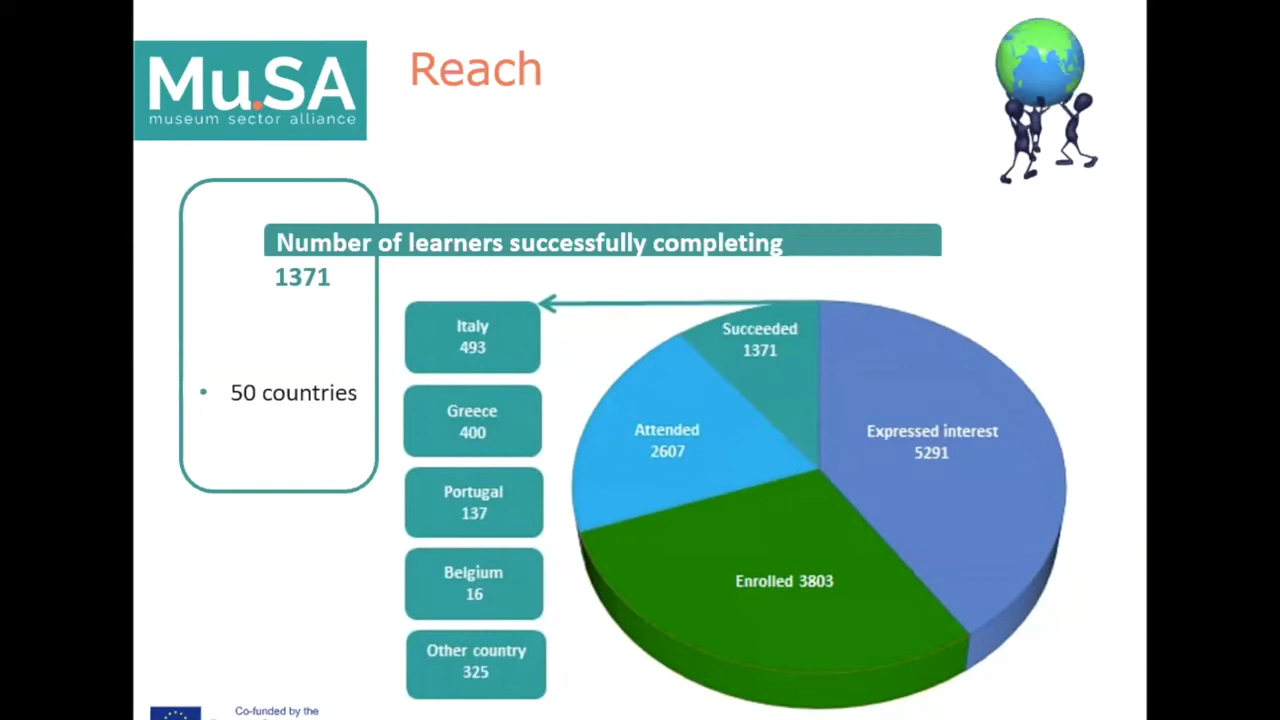 Mu.SA
museum sector alliance
Reach
Number of learners successfully completing
1371
• 50 countries
Italy
493
Greece
400
Portugal
137
Belgium
16
Other country
325
Succeeded
1371
Attended
2607
Expressed interest
5291
Enrolled 3803
Co-funded by the